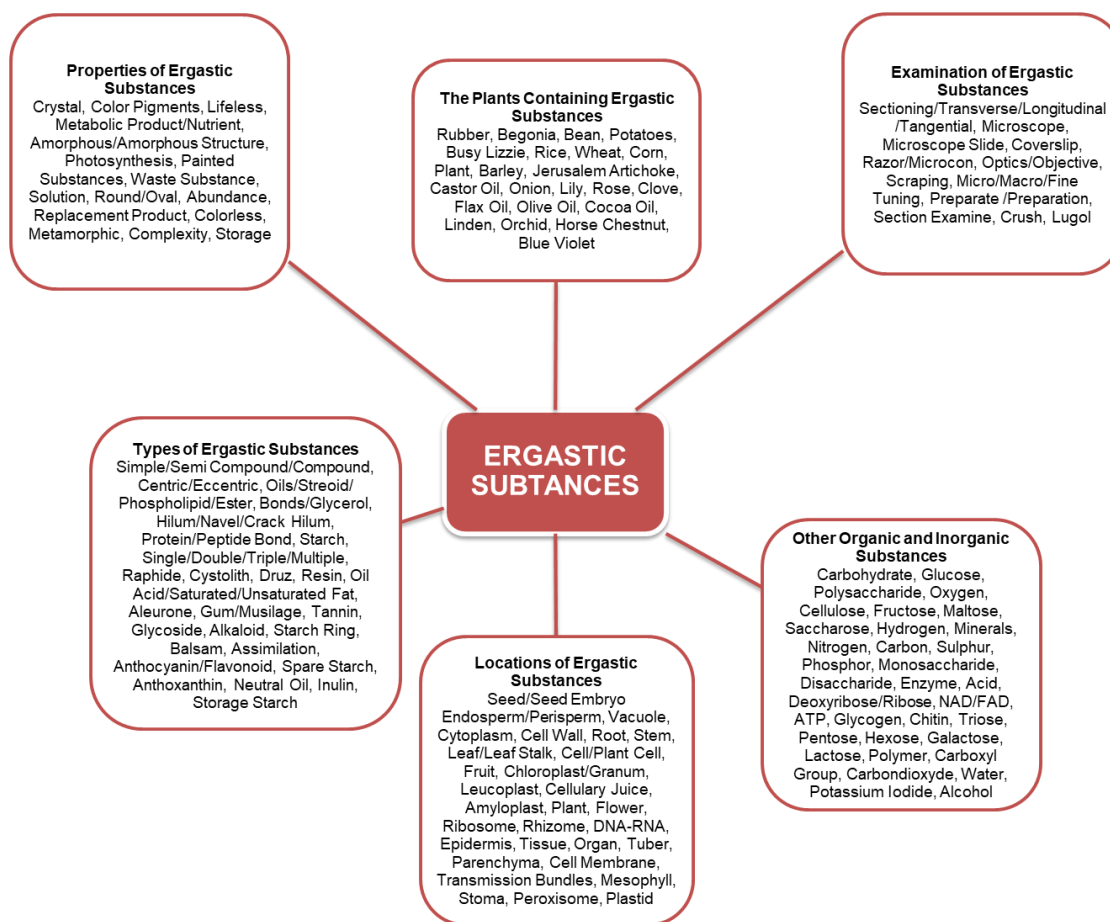 Properties of Ergastic
Substances
Crystal, Color Pigments, Lifeless,
Metabolic Product/Nutrient,
Amorphous/Amorphous Structure,
Photosynthesis, Painted
Substances, Waste Substance,
Solution, Round/Oval, Abundance,
Replacement Product, Colorless,
Metamorphic, Complexity, Storage
The Plants Containing Ergastic
Substances
Rubber, Begonia, Bean, Potatoes,
Busy Lizzie, Rice, Wheat, Corn,
Plant, Barley, Jerusalem Artichoke,
Castor Oil, Onion, Lily, Rose, Clove,
Flax Oil, Olive Oil, Cocoa Oil,
Linden, Orchid, Horse Chestnut,
Blue Violet
Examination of Ergastic
Substances
Sectioning/Transverse/Longitudinal
/Tangential, Microscope,
Microscope Slide, Coverslip,
Razor/Microcon, Optics/Objective,
Scraping, Micro/Macro/Fine
Tuning, Preparate /Preparation,
Section Examine, Crush, Lugol
ERGASTIC
SUBTANCES
Types of Ergastic Substances
Simple/Semi Compound/Compound,
Centric/Eccentric, Oils/Streoid/
Phospholipid/Ester, Bonds/Glycerol,
Hilum/Navel/Crack Hilum,
Protein/Peptide Bond, Starch,
Single/Double/Triple/Multiple,
Raphide, Cystolith, Druz, Resin, Oil
Acid/Saturated/Unsaturated Fat,
Aleurone, Gum/Musilage, Tannin,
Glycoside, Alkaloid, Starch Ring,
Balsam, Assimilation,
Anthocyanin/Flavonoid, Spare Starch,
Anthoxanthin, Neutral Oil, Inulin,
Storage Starch
Locations of Ergastic
Substances
Seed/Seed Embryo
Endosperm/Perisperm, Vacuole,
Cytoplasm, Cell Wall, Root, Stem,
Leaf/Leaf Stalk, Cell/Plant Cell,
Fruit, Chloroplast/Granum,
Leucoplast, Cellulary Juice,
Amyloplast, Plant, Flower,
Ribosome, Rhizome, DNA-RNA,
Epidermis, Tissue, Organ, Tuber,
Parenchyma, Cell Membrane,
Transmission Bundles, Mesophyll,
Stoma, Peroxisome, Plastid
Other Organic and Inorganic
Substances
Carbohydrate, Glucose,
Polysaccharide, Oxygen,
Cellulose, Fructose, Maltose,
Saccharose, Hydrogen, Minerals,
Nitrogen, Carbon, Sulphur,
Phosphor, Monosaccharide,
Disaccharide, Enzyme, Acid,
Deoxyribose/Ribose, NAD/FAD,
ATP, Glycogen, Chitin, Triose,
Pentose, Hexose, Galactose,
Lactose, Polymer, Carboxyl
Group, Carbondioxyde, Water,
Potassium Iodide, Alcohol